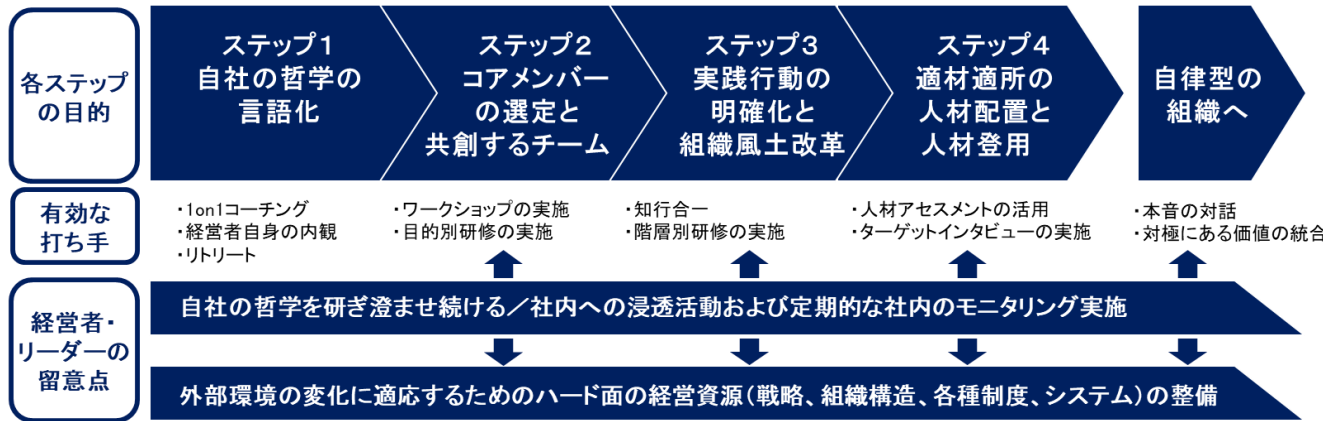 各ステップ
の目的
ステップ1
自社の哲学の
言語化
ステップ2
コアメンバー
の選定と
共創するチーム
ステップ3
実践行動の
明確化と
組織風土改革
ステップ4
適材適所の
人材配置と
人材登用
自律型の
組織へ
有効な
打ち手
・1on1コーチング
・経営者自身の内観
・リトリート
・ワークショップの実施
・目的別研修の実施
・知行合一
・階層別研修の実施
・人材アセスメントの活用
・ターゲットインタビューの実施
・本音の対話
・対極にある価値の統合
経営者・
リーダーの
留意点
自社の哲学を研ぎ澄ませ続ける／社内への浸透活動および定期的な社内のモニタリング実施
外部環境の変化に適応するためのハード面の経営資源（戦略、組織構造、各種制度、システム）の整備